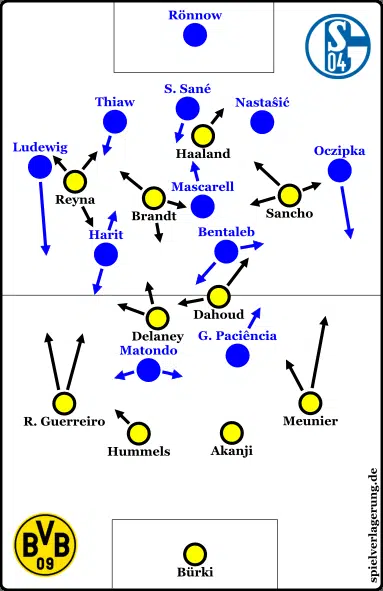 Rönnow
S
04
S. Sané
Thiaw
Nastašić
Ludewig
Haaland
Oczipka
Mascarell
Reyna
Brandt
Sancho
Harit
Bentaleb
Dahoud
Delaney
Matondo
G. Paciência
R. Guerreiro
Meunier
Hummels
Akanji
BVB
09
Bürki
spielverlagerung.de